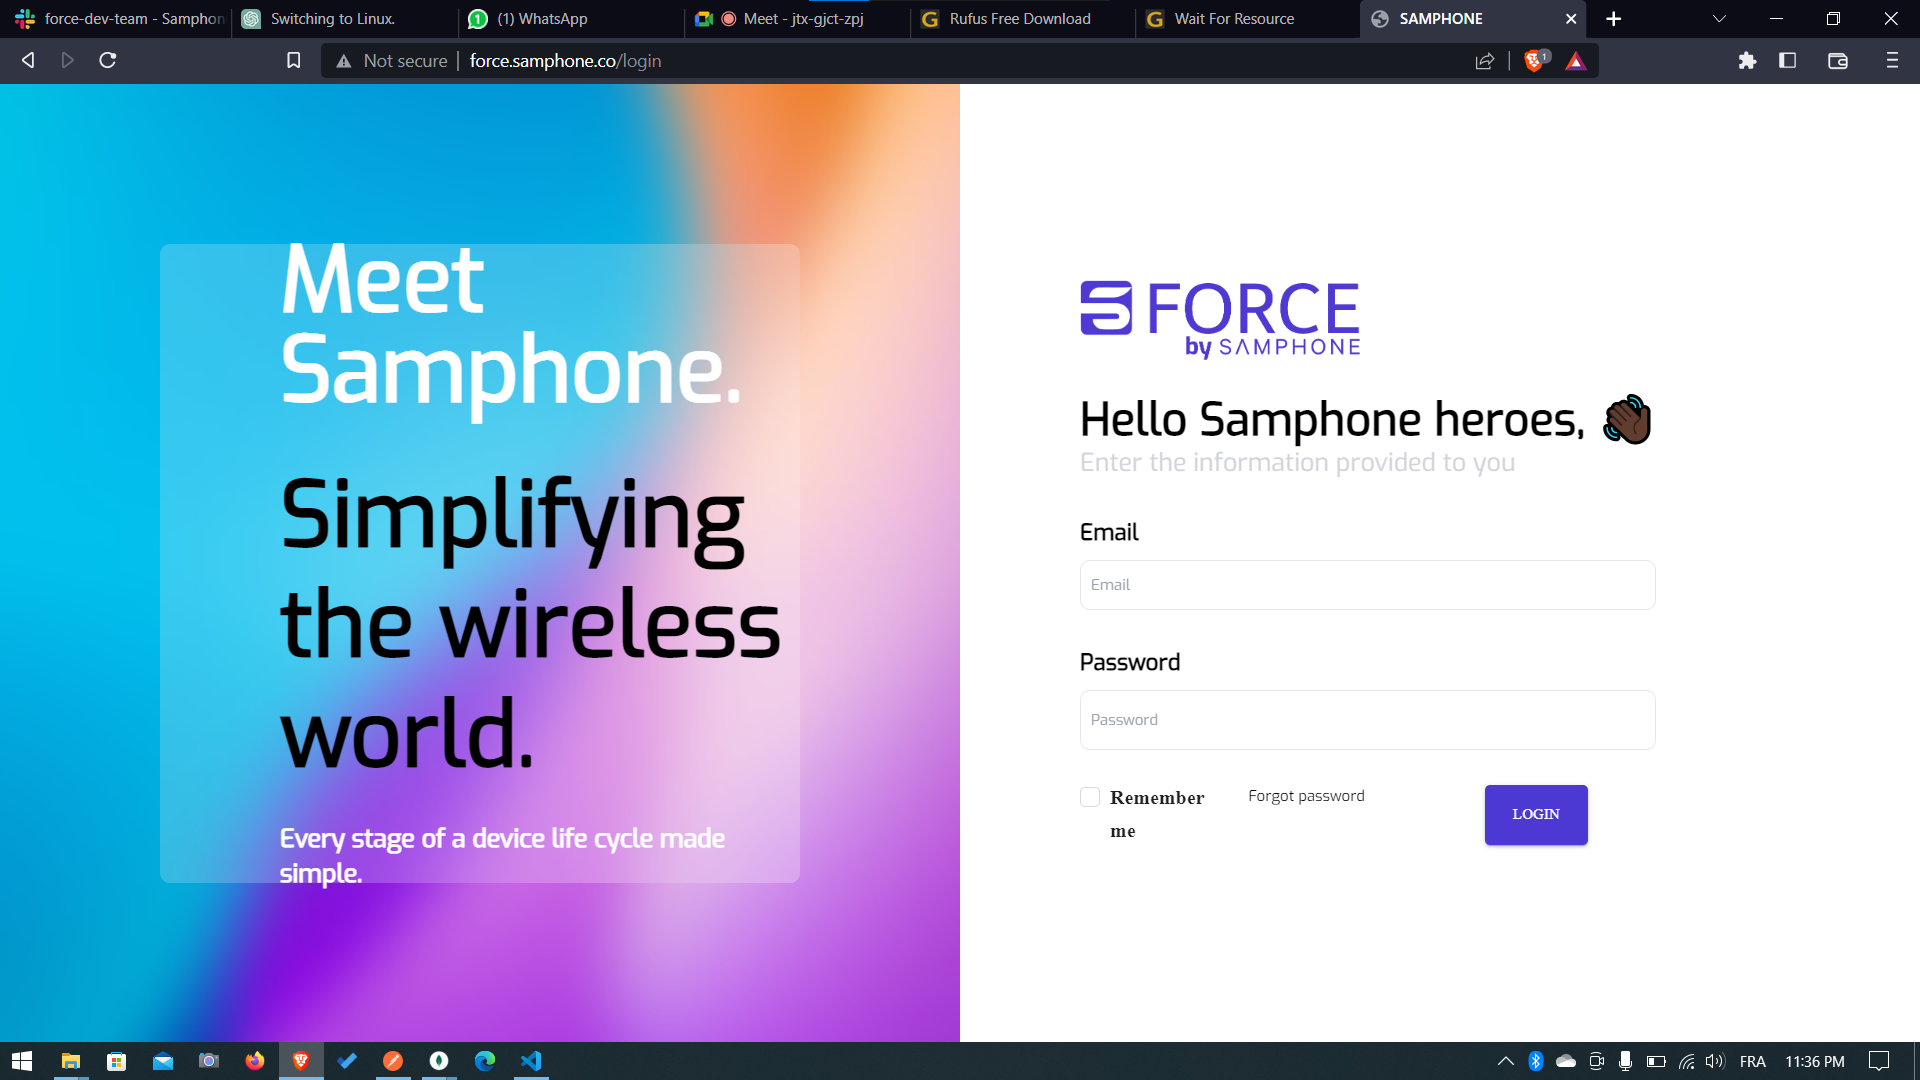 force-dev-team - Samphon
Switching to Linux.
(1) WhatsApp
Meet - jtx-gjct-zpj
Rufus Free Download
Wait For Resource
SAMPHONE
Not secure
force.samphone.co/login
1
Meet
Samphone.
Simplifying
the wireless
world.
Every stage of a device life cycle made
simple.
FORCE
by SAMPHONE
Hello Samphone heroes,
Enter the information provided to you
Email
Email
Password
Password
Remember
me
Forgot password
LOGIN
FRA
11:36 PM